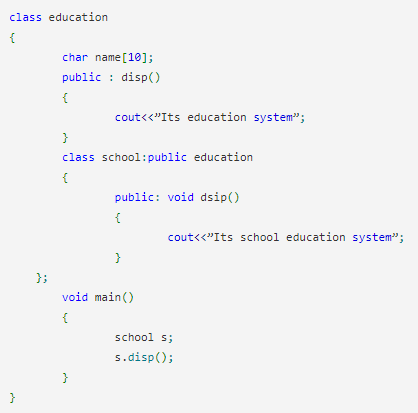 class education
{
char name[10];
public : disp()
{
cout<<”Its education system”;
}
class school:public education
{
public: void dsip()
{
cout<<”Its school education system”;
}
};
void main()
{
school s;
s.disp();
}
}